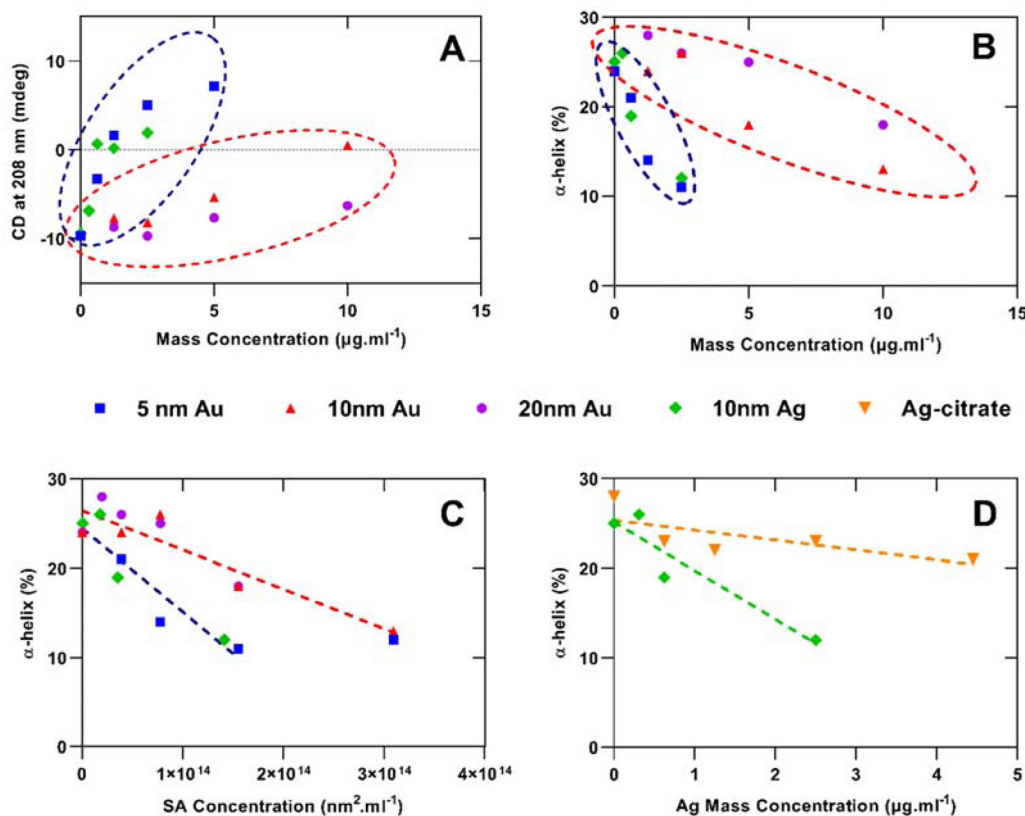 A
CD at 208 nm (mdeg)
10
0
-10
0 5 10 15
Mass Concentration (µg.ml⁻¹)
B
α-helix (%)
30
20
10
0
0 5 10 15
Mass Concentration (µg.ml⁻¹)
5 nm Au 10nm Au 20nm Au 10nm Ag Ag-citrate
C
α-helix (%)
30
20
10
0
0 1×10¹⁴ 2×10¹⁴ 3×10¹⁴ 4×10¹⁴
SA Concentration (nm².ml⁻¹)
D
α-helix (%)
30
20
10
0
0 1 2 3 4 5
Ag Mass Concentration (µg.ml⁻¹)